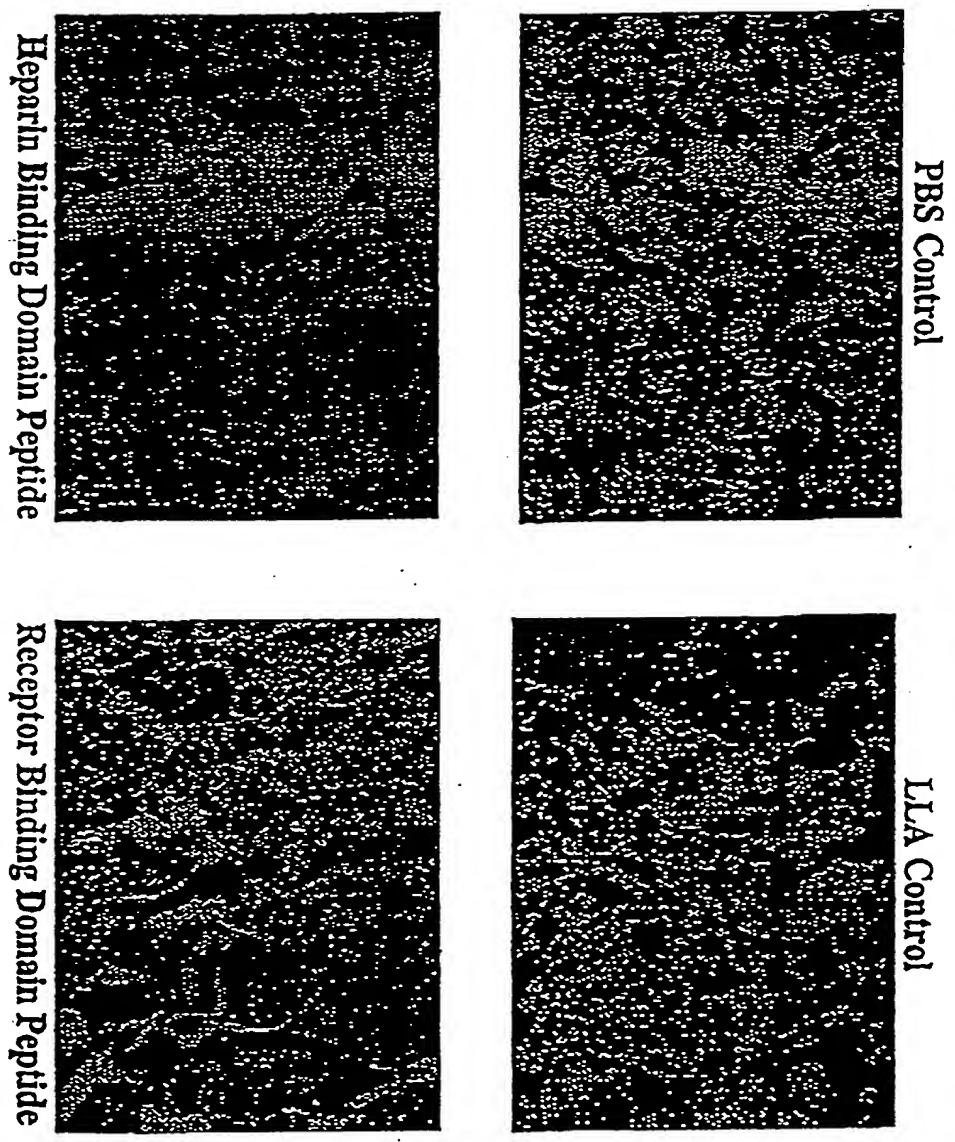 PBS Control
LLA Control
Heparin Binding Domain Peptide
Receptor Binding Domain Peptide